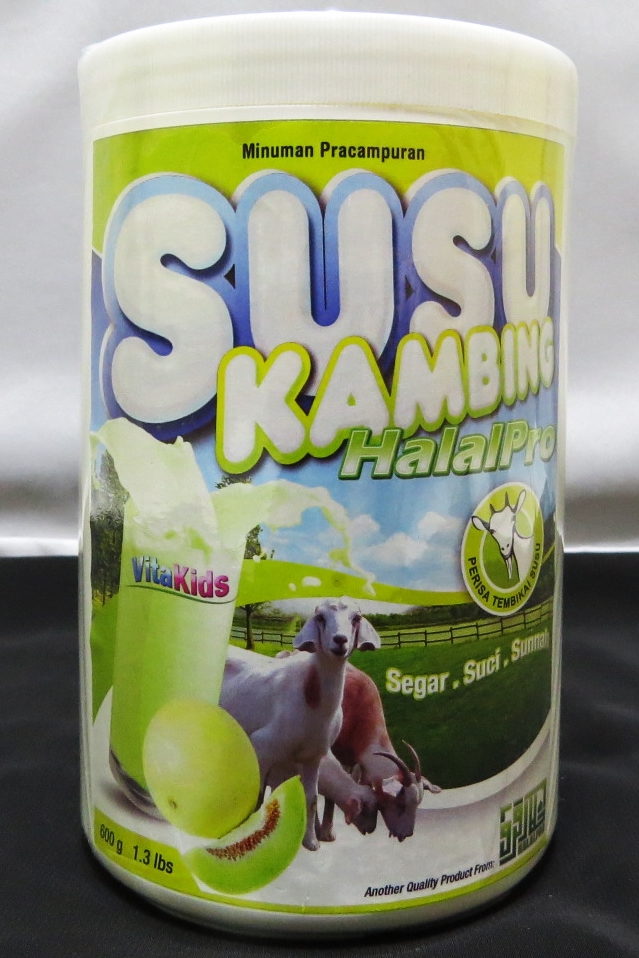 Minuman Pracampuran
SUSU
KAMBING
HalalPro
VitaKids
PERISA TEMBIKAI SUSU
Segar . Suci . Sunnah
600 g 1.3 lbs
Another Quality Product From: